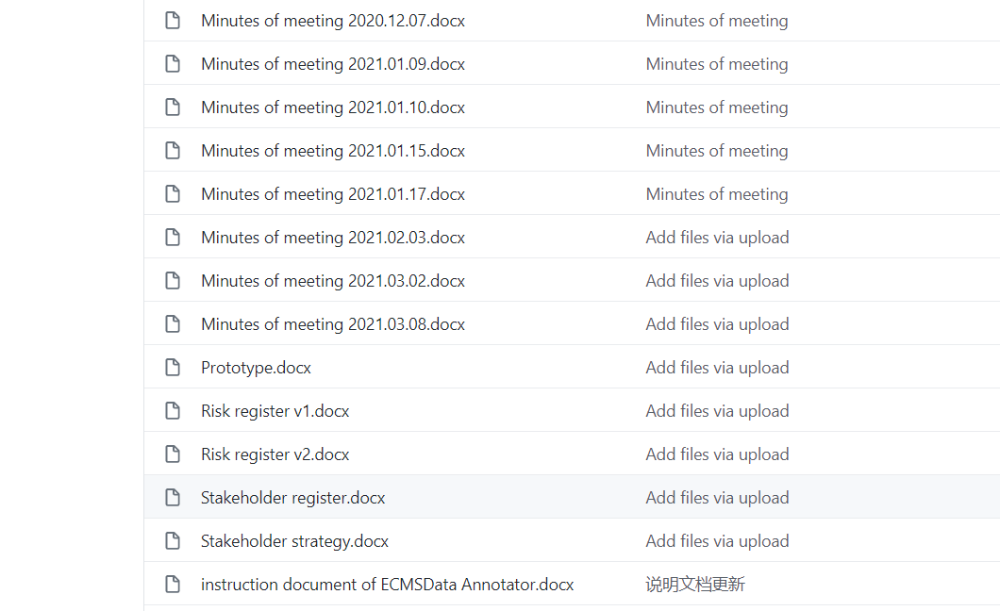 Minutes of meeting 2020.12.07.docx Minutes of meeting
Minutes of meeting 2021.01.09.docx Minutes of meeting
Minutes of meeting 2021.01.10.docx Minutes of meeting
Minutes of meeting 2021.01.15.docx Minutes of meeting
Minutes of meeting 2021.01.17.docx Minutes of meeting
Minutes of meeting 2021.02.03.docx Add files via upload
Minutes of meeting 2021.03.02.docx Add files via upload
Minutes of meeting 2021.03.08.docx Add files via upload
Prototype.docx Add files via upload
Risk register v1.docx Add files via upload
Risk register v2.docx Add files via upload
Stakeholder register.docx Add files via upload
Stakeholder strategy.docx Add files via upload
instruction document of ECMSData Annotator.docx 说明文档更新